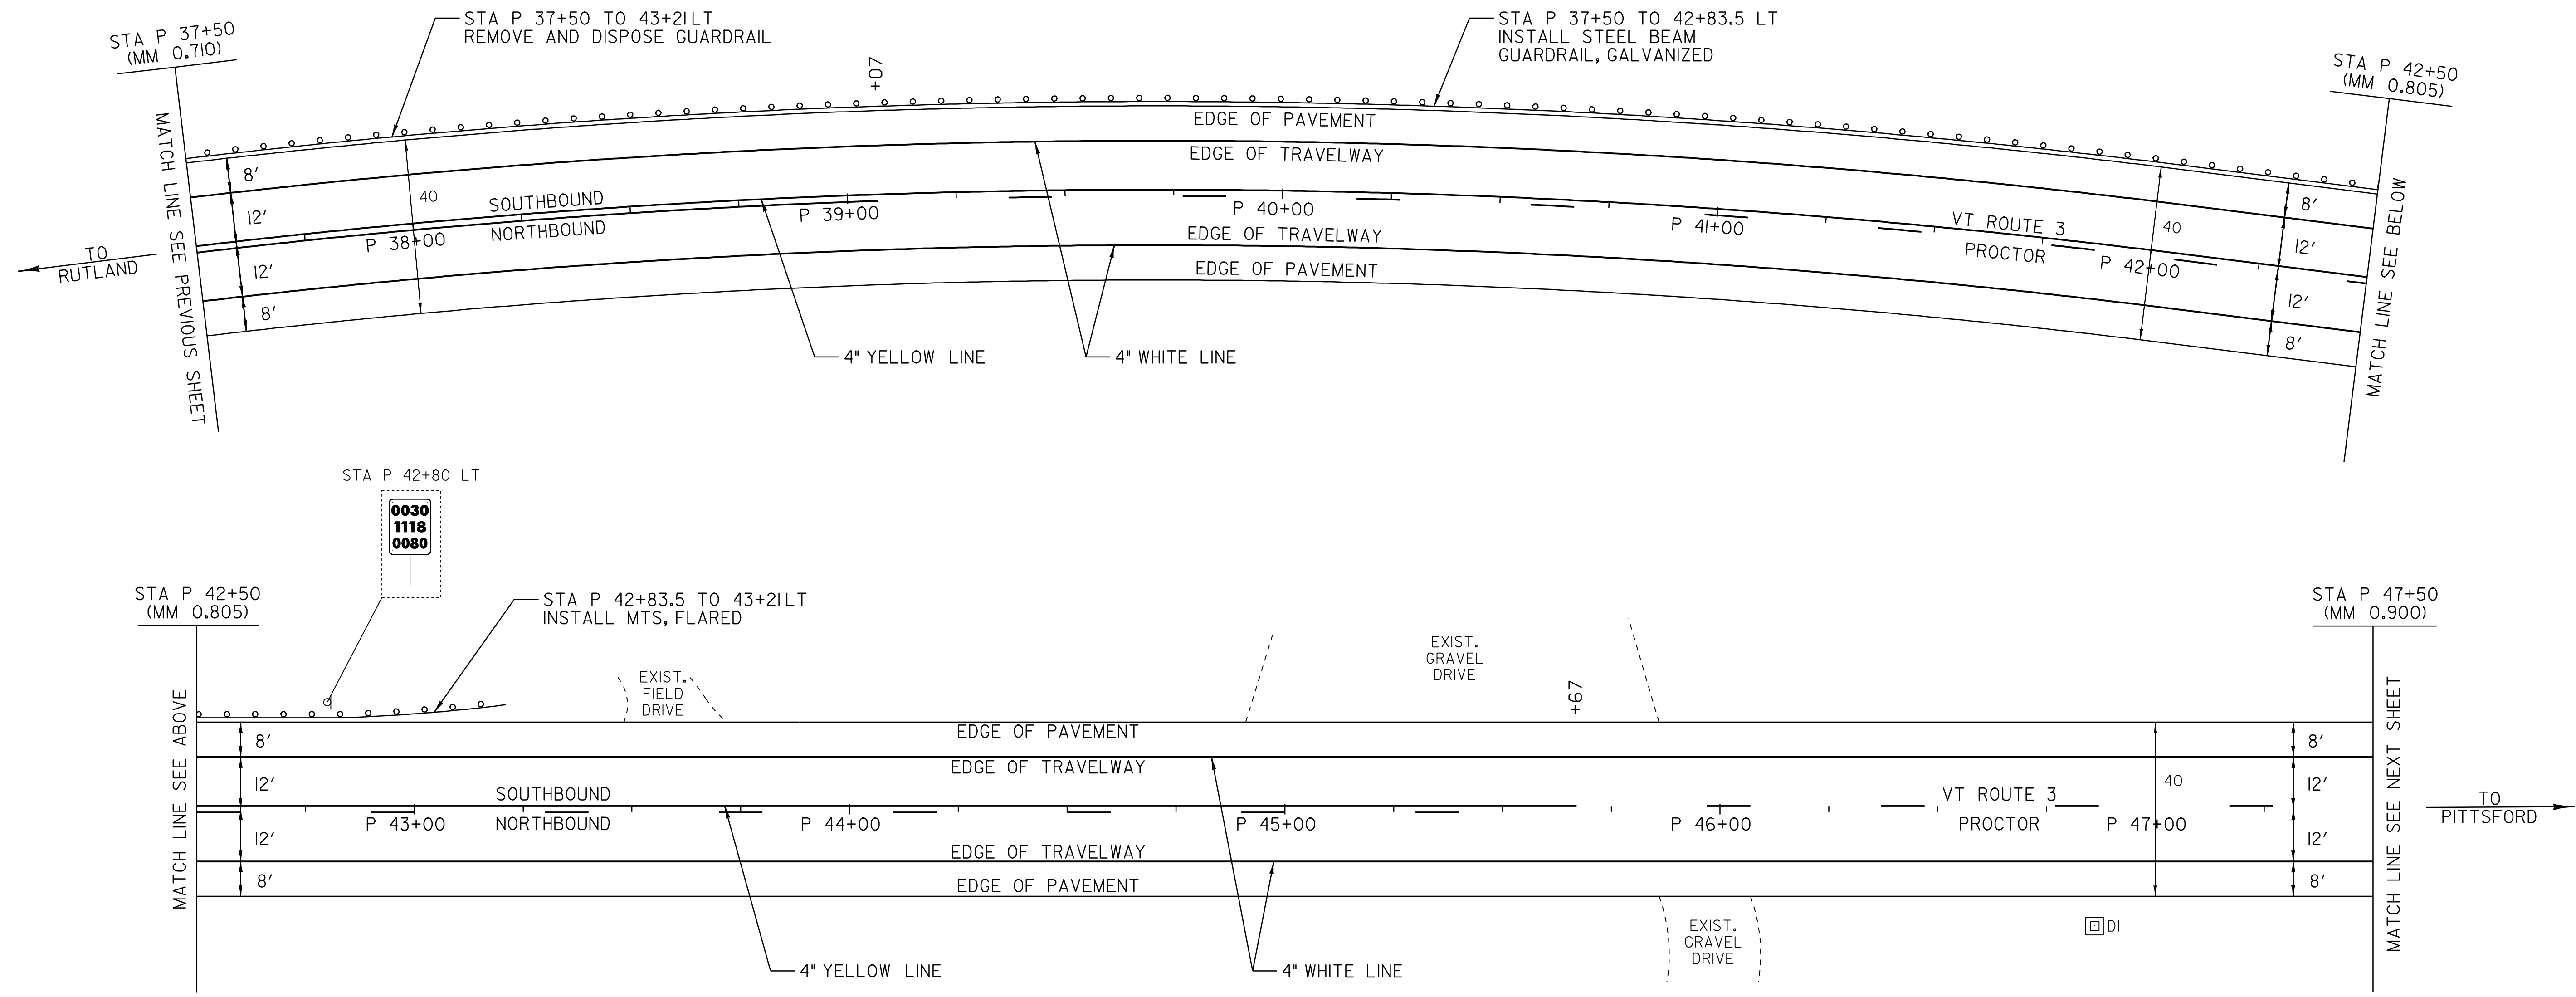 STA P 37+50
(MM 0.710)
STA P 37+50 TO 43+21LT
REMOVE AND DISPOSE GUARDRAIL
+07
STA P 37+50 TO 42+83.5 LT
INSTALL STEEL BEAM
GUARDRAIL, GALVANIZED
STA P 42+50
(MM 0.805)
MATCH LINE SEE PREVIOUS SHEET
EDGE OF PAVEMENT
EDGE OF TRAVELWAY
8'
12'
12'
8'
40
SOUTHBOUND
NORTHBOUND
P 38+00
P 39+00
P 40+00
P 41+00
VT ROUTE 3
PROCTOR
P 42+00
40
8'
12'
12'
8'
EDGE OF TRAVELWAY
EDGE OF PAVEMENT
TO
RUTLAND
4" YELLOW LINE
4" WHITE LINE
MATCH LINE SEE BELOW
STA P 42+80 LT
0030
1118
0080
STA P 42+50
(MM 0.805)
STA P 42+83.5 TO 43+21LT
INSTALL MTS, FLARED
EXIST.
FIELD
DRIVE
EXIST.
GRAVEL
DRIVE
+67
STA P 47+50
(MM 0.900)
MATCH LINE SEE ABOVE
EDGE OF PAVEMENT
EDGE OF TRAVELWAY
8'
12'
12'
8'
SOUTHBOUND
NORTHBOUND
P 43+00
P 44+00
P 45+00
P 46+00
VT ROUTE 3
PROCTOR
P 47+00
40
8'
12'
12'
8'
EDGE OF TRAVELWAY
EDGE OF PAVEMENT
4" YELLOW LINE
4" WHITE LINE
EXIST.
GRAVEL
DRIVE
DI
MATCH LINE SEE NEXT SHEET
TO
PITTSFORD